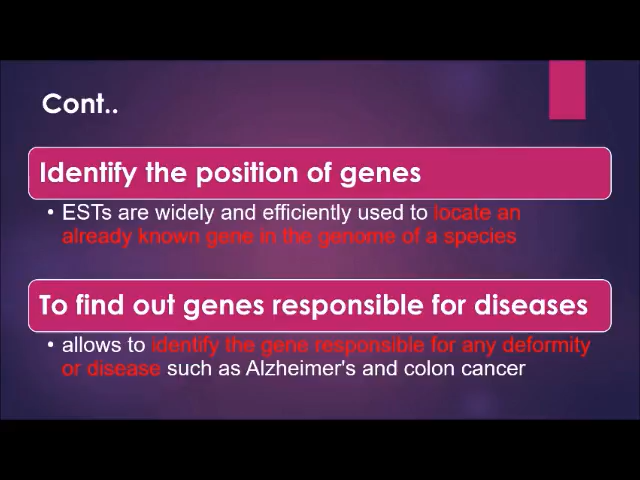 Cont..
Identify the position of genes
• ESTs are widely and efficiently used to locate an
already known gene in the genome of a species
To find out genes responsible for diseases
• allows to identify the gene responsible for any deformity
or disease such as Alzheimer's and colon cancer